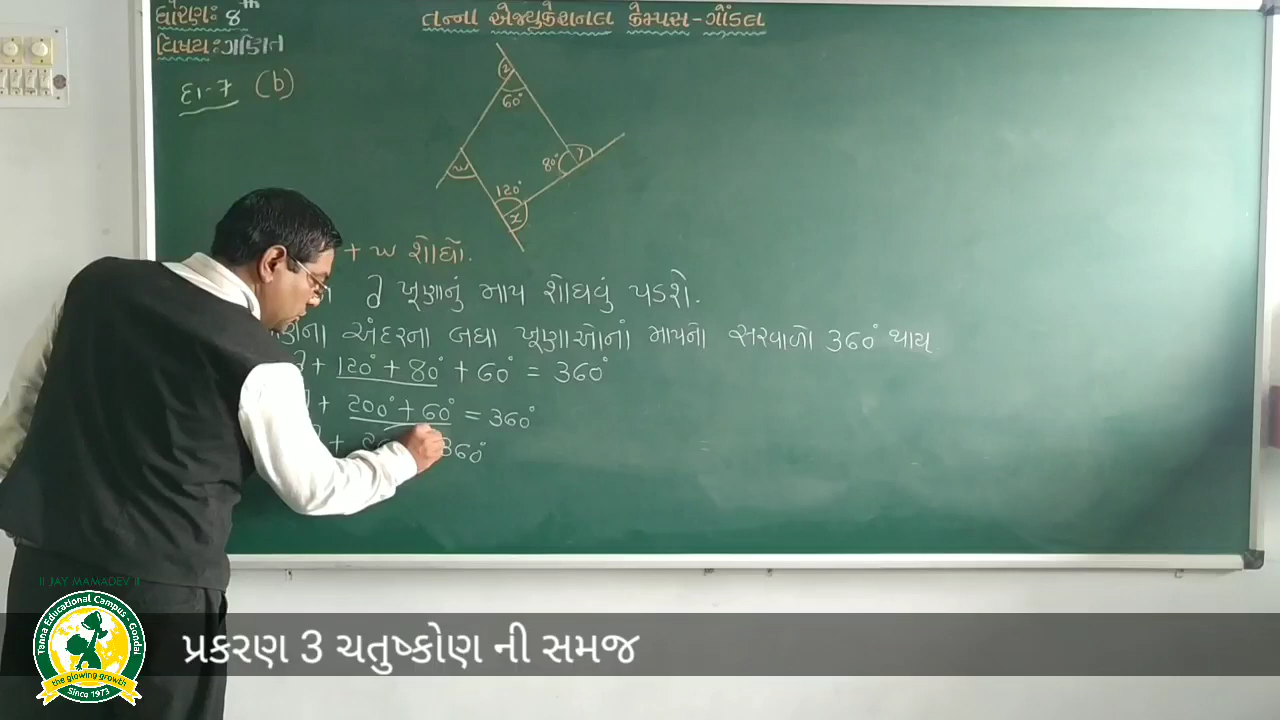 ધોરણઃ 8th
તન્ના એજ્યુકેશનલ કેમ્પસ-ગોંડલ
વિષયઃ ગણિત
દા-7 (b)
z
60°
80° y
w
120°
x
+ w શોધો.
ખૂણાનું માપ શોધવું પડશે.
અંદરના બધા ખૂણાઓનાં માપનો સરવાળો 360° થાય
+ 120° + 80° + 60° = 360°
+ 200° + 60° = 360°
+ 360°
|| JAY MAMADEV ||
Tanna Educational Campus - Gondal
the glowing growth
Since 1973
પ્રકરણ 3 ચતુષ્કોણ ની સમજ